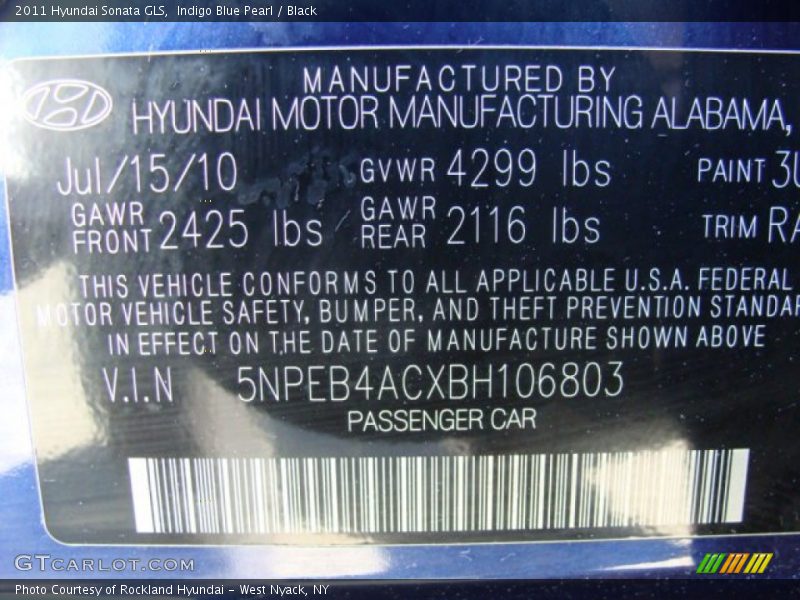 2011 Hyundai Sonata GLS, Indigo Blue Pearl / Black
MANUFACTURED BY
HYUNDAI MOTOR MANUFACTURING ALABAMA,
Jul/15/10 GVWR 4299 lbs PAINT 3U
GAWR FRONT 2425 lbs GAWR REAR 2116 lbs TRIM RA
THIS VEHICLE CONFORMS TO ALL APPLICABLE U.S.A. FEDERAL
MOTOR VEHICLE SAFETY, BUMPER, AND THEFT PREVENTION STANDAR
IN EFFECT ON THE DATE OF MANUFACTURE SHOWN ABOVE
V.I.N 5NPEB4ACXBH106803
PASSENGER CAR
GTCARLOT.COM
Photo Courtesy of Rockland Hyundai - West Nyack, NY